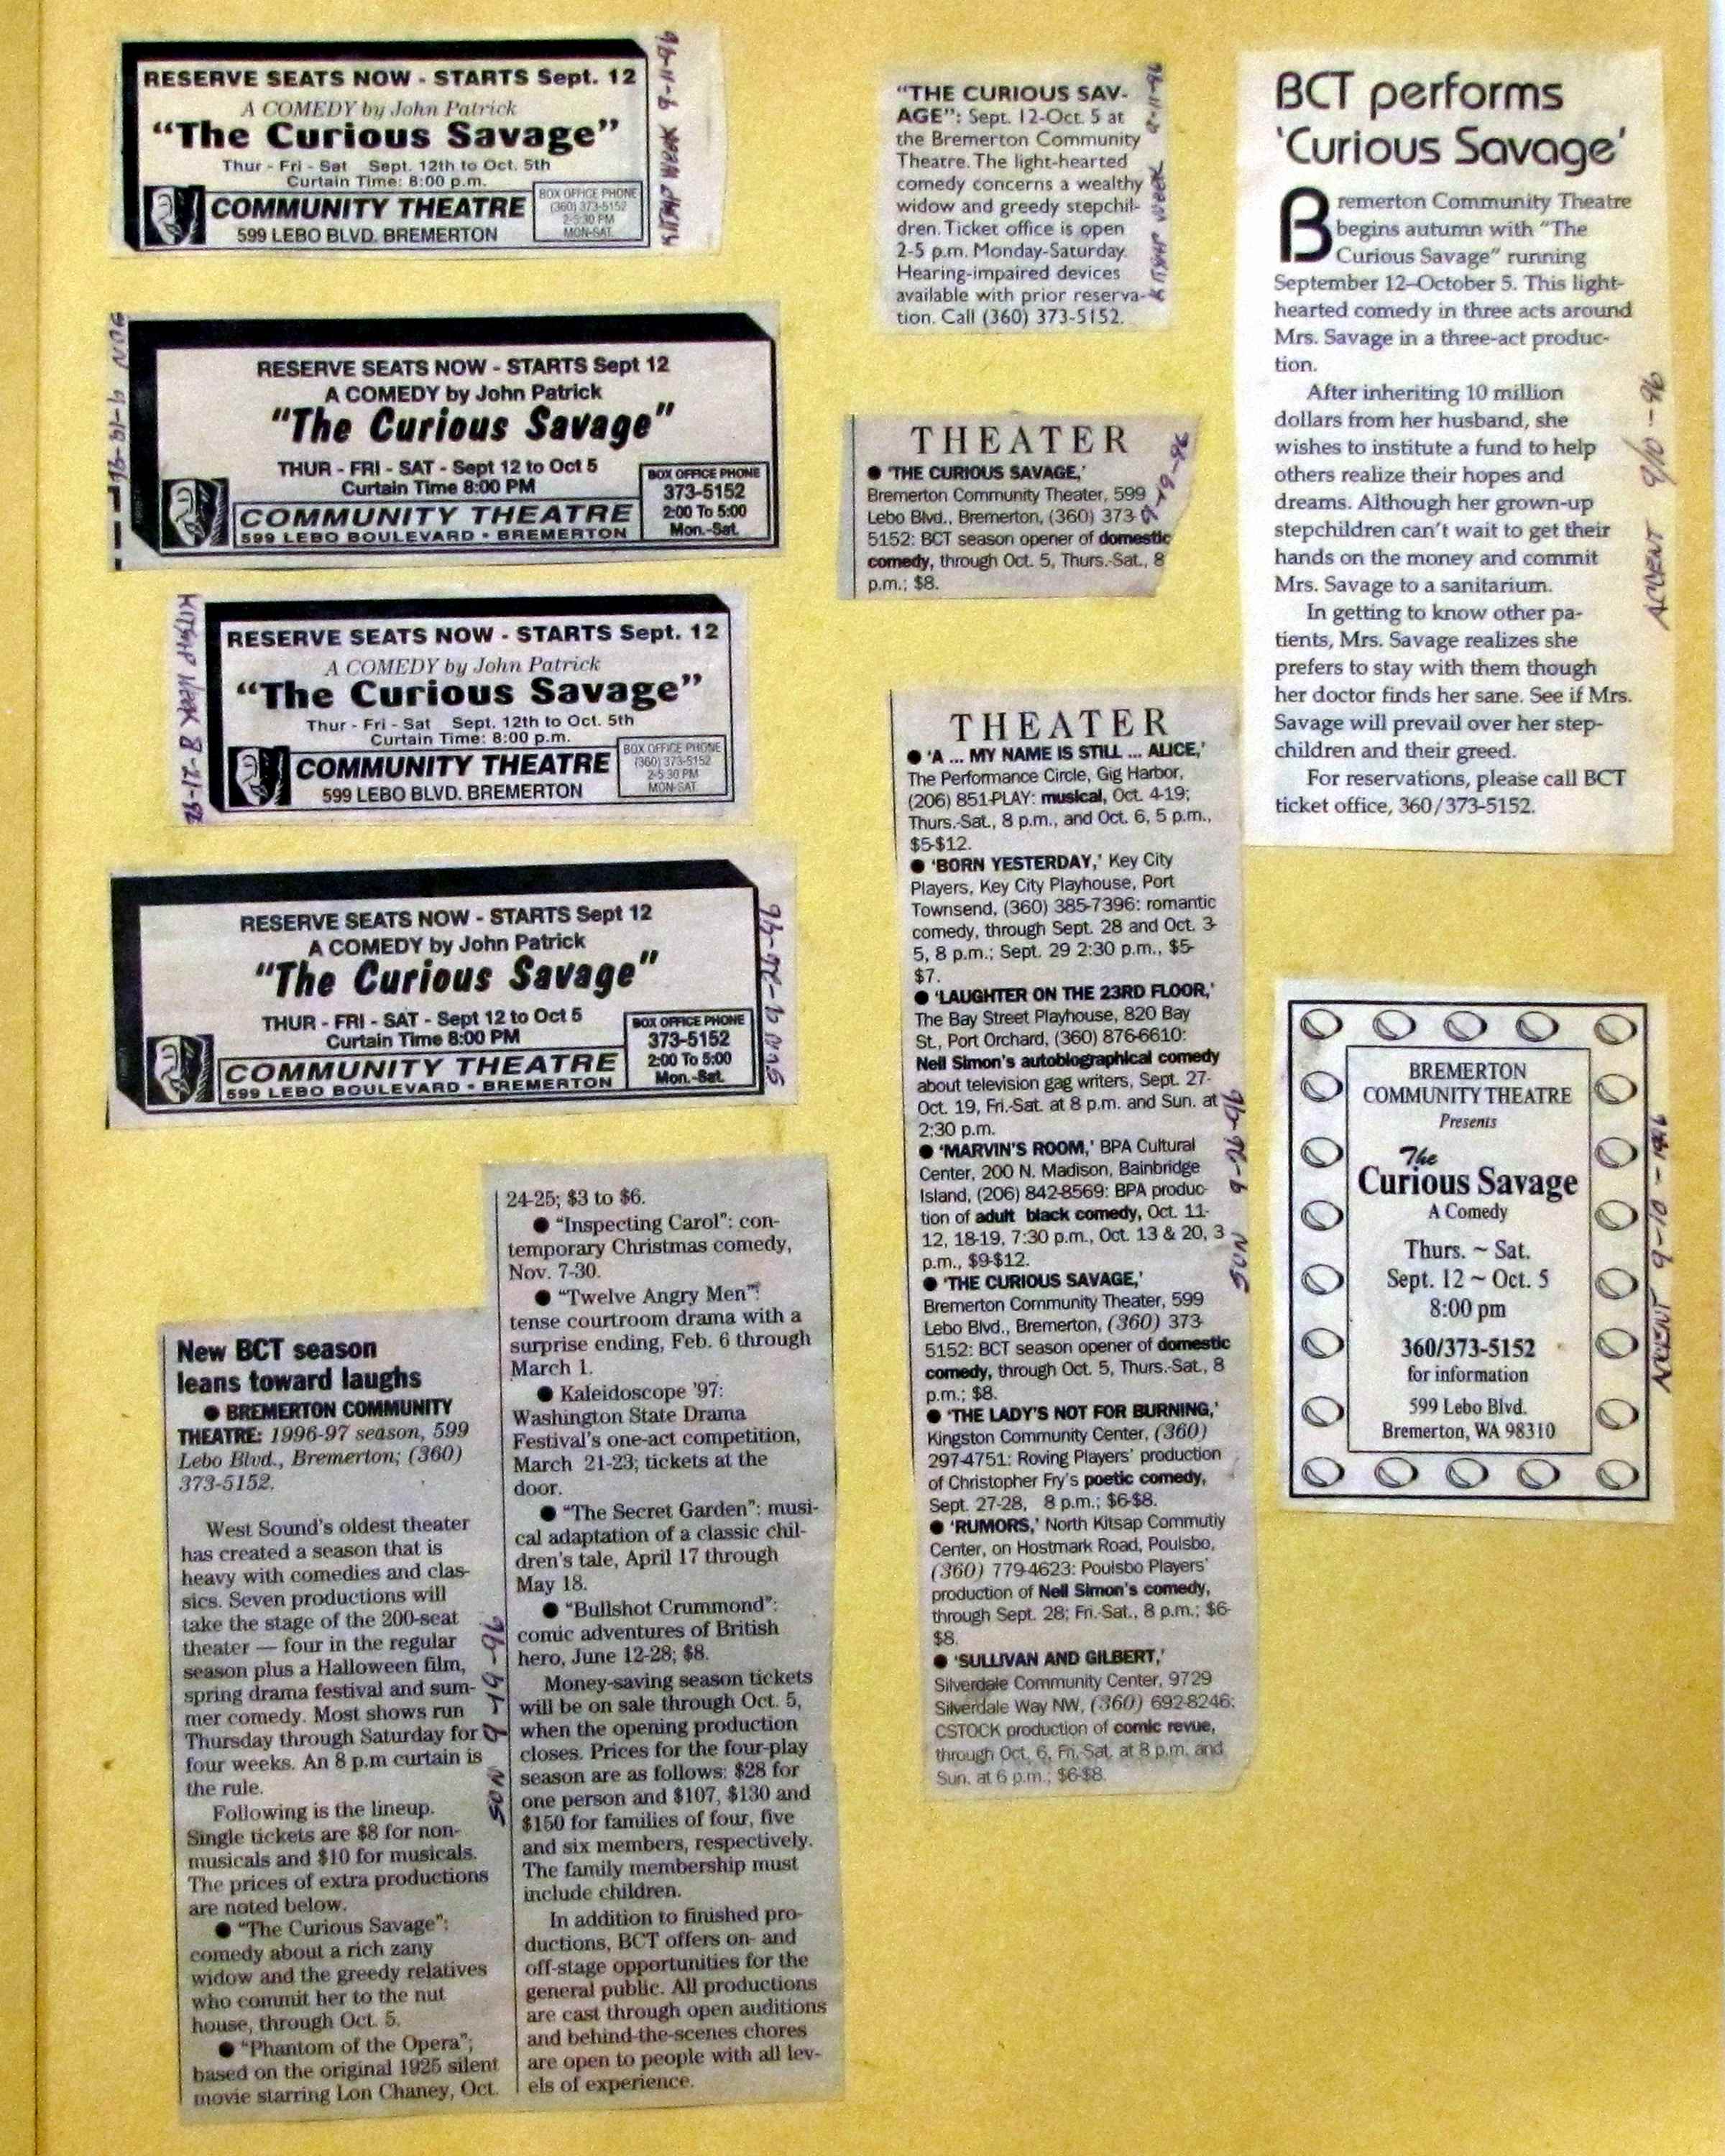 RESERVE SEATS NOW - STARTS Sept. 12
A COMEDY by John Patrick
"The Curious Savage"
Thur - Fri - Sat Sept. 12th to Oct. 5th
Curtain Time: 8:00 p.m.
COMMUNITY THEATRE
599 LEBO BLVD. BREMERTON
BOX OFFICE PHONE
(360) 373-5152
2-5:30 PM
MON-SAT.
KITSAP WEEK 9-11-96
RESERVE SEATS NOW - STARTS Sept 12
A COMEDY by John Patrick
"The Curious Savage"
THUR - FRI - SAT - Sept 12 to Oct 5
Curtain Time 8:00 PM
COMMUNITY THEATRE
599 LEBO BOULEVARD • BREMERTON
BOX OFFICE PHONE
373-5152
2:00 To 5:00
Mon.-Sat.
SUN
RESERVE SEATS NOW - STARTS Sept. 12
A COMEDY by John Patrick
"The Curious Savage"
Thur - Fri - Sat Sept. 12th to Oct. 5th
Curtain Time: 8:00 p.m.
COMMUNITY THEATRE
599 LEBO BLVD. BREMERTON
BOX OFFICE PHONE
(360) 373-5152
2-5:30 PM
MON-SAT.
KITSAP WEEK 8-21-96
RESERVE SEATS NOW - STARTS Sept 12
A COMEDY by John Patrick
"The Curious Savage"
THUR - FRI - SAT - Sept 12 to Oct 5
Curtain Time 8:00 PM
COMMUNITY THEATRE
599 LEBO BOULEVARD • BREMERTON
BOX OFFICE PHONE
373-5152
2:00 To 5:00
Mon.-Sat.
SUN 9-26-96
New BCT season
leans toward laughs
● BREMERTON COMMUNITY
THEATRE: 1996-97 season, 599
Lebo Blvd., Bremerton; (360)
373-5152.
West Sound's oldest theater
has created a season that is
heavy with comedies and clas-
sics. Seven productions will
take the stage of the 200-seat
theater — four in the regular
season plus a Halloween film,
spring drama festival and sum-
mer comedy. Most shows run
Thursday through Saturday for
four weeks. An 8 p.m curtain is
the rule.
Following is the lineup.
Single tickets are $8 for non-
musicals and $10 for musicals.
The prices of extra productions
are noted below.
● "The Curious Savage":
comedy about a rich zany
widow and the greedy relatives
who commit her to the nut
house, through Oct. 5.
● "Phantom of the Opera";
based on the original 1925 silent
movie starring Lon Chaney, Oct.
24-25; $3 to $6.
● "Inspecting Carol": con-
temporary Christmas comedy,
Nov. 7-30.
● "Twelve Angry Men":
tense courtroom drama with a
surprise ending, Feb. 6 through
March 1.
● Kaleidoscope '97:
Washington State Drama
Festival's one-act competition,
March 21-23; tickets at the
door.
● "The Secret Garden": musi-
cal adaptation of a classic chil-
dren's tale, April 17 through
May 18.
● "Bullshot Crummond":
comic adventures of British
hero, June 12-28; $8.
Money-saving season tickets
will be on sale through Oct. 5,
when the opening production
closes. Prices for the four-play
season are as follows: $28 for
one person and $107, $130 and
$150 for families of four, five
and six members, respectively.
The family membership must
include children.
In addition to finished pro-
ductions, BCT offers on- and
off-stage opportunities for the
general public. All productions
are cast through open auditions
and behind-the-scenes chores
are open to people with all lev-
els of experience.
SUN
"THE CURIOUS SAV-
AGE": Sept. 12-Oct. 5 at
the Bremerton Community
Theatre. The light-hearted
comedy concerns a wealthy
widow and greedy stepchil-
dren. Ticket office is open
2-5 p.m. Monday-Saturday.
Hearing-impaired devices
available with prior reserva-
tion. Call (360) 373-5152.
KITSAP WEEK 9-11-96
THEATER
● 'THE CURIOUS SAVAGE,'
Bremerton Community Theater, 599
Lebo Blvd., Bremerton, (360) 373-
5152: BCT season opener of domestic
comedy, through Oct. 5, Thurs.-Sat., 8
p.m.; $8.
THEATER
● 'A ... MY NAME IS STILL ... ALICE,'
The Performance Circle, Gig Harbor,
(206) 851-PLAY: musical, Oct. 4-19;
Thurs.-Sat., 8 p.m., and Oct. 6, 5 p.m.,
$5-$12.
● 'BORN YESTERDAY,' Key City
Players, Key City Playhouse, Port
Townsend, (360) 385-7396: romantic
comedy, through Sept. 28 and Oct. 3-
5, 8 p.m.; Sept. 29 2:30 p.m., $5-
$7.
● 'LAUGHTER ON THE 23RD FLOOR,'
The Bay Street Playhouse, 820 Bay
St., Port Orchard, (360) 876-6610:
Neil Simon's autobiographical comedy
about television gag writers, Sept. 27-
Oct. 19, Fri.-Sat. at 8 p.m. and Sun. at
2:30 p.m.
● 'MARVIN'S ROOM,' BPA Cultural
Center, 200 N. Madison, Bainbridge
Island, (206) 842-8569: BPA produc-
tion of adult black comedy, Oct. 11-
12, 18-19, 7:30 p.m., Oct. 13 & 20, 3
p.m., $9-$12.
● 'THE CURIOUS SAVAGE,'
Bremerton Community Theater, 599
Lebo Blvd., Bremerton, (360) 373-
5152: BCT season opener of domestic
comedy, through Oct. 5, Thurs.-Sat., 8
p.m.; $8.
● 'THE LADY'S NOT FOR BURNING,'
Kingston Community Center, (360)
297-4751: Roving Players' production
of Christopher Fry's poetic comedy,
Sept. 27-28, 8 p.m.; $6-$8.
● 'RUMORS,' North Kitsap Commutiy
Center, on Hostmark Road, Poulsbo,
(360) 779-4623: Poulsbo Players'
production of Neil Simon's comedy,
through Sept. 28; Fri.-Sat., 8 p.m.; $6-
$8.
● 'SULLIVAN AND GILBERT,'
Silverdale Community Center, 9729
Silverdale Way NW, (360) 692-8246:
CSTOCK production of comic revue,
through Oct. 6, Fri.-Sat. at 8 p.m. and
Sun. at 6 p.m.; $6-$8.
SUN 9-26-96
BCT performs
'Curious Savage'
Bremerton Community Theatre
begins autumn with "The
Curious Savage" running
September 12–October 5. This light-
hearted comedy in three acts around
Mrs. Savage in a three-act produc-
tion.
After inheriting 10 million
dollars from her husband, she
wishes to institute a fund to help
others realize their hopes and
dreams. Although her grown-up
stepchildren can't wait to get their
hands on the money and commit
Mrs. Savage to a sanitarium.
In getting to know other pa-
tients, Mrs. Savage realizes she
prefers to stay with them though
her doctor finds her sane. See if Mrs.
Savage will prevail over her step-
children and their greed.
For reservations, please call BCT
ticket office, 360/373-5152.
ACCENT 9/10-96
BREMERTON
COMMUNITY THEATRE
Presents
The
Curious Savage
A Comedy
Thurs. ~ Sat.
Sept. 12 ~ Oct. 5
8:00 pm
360/373-5152
for information
599 Lebo Blvd.
Bremerton, WA 98310
ACCENT 9-10-1996